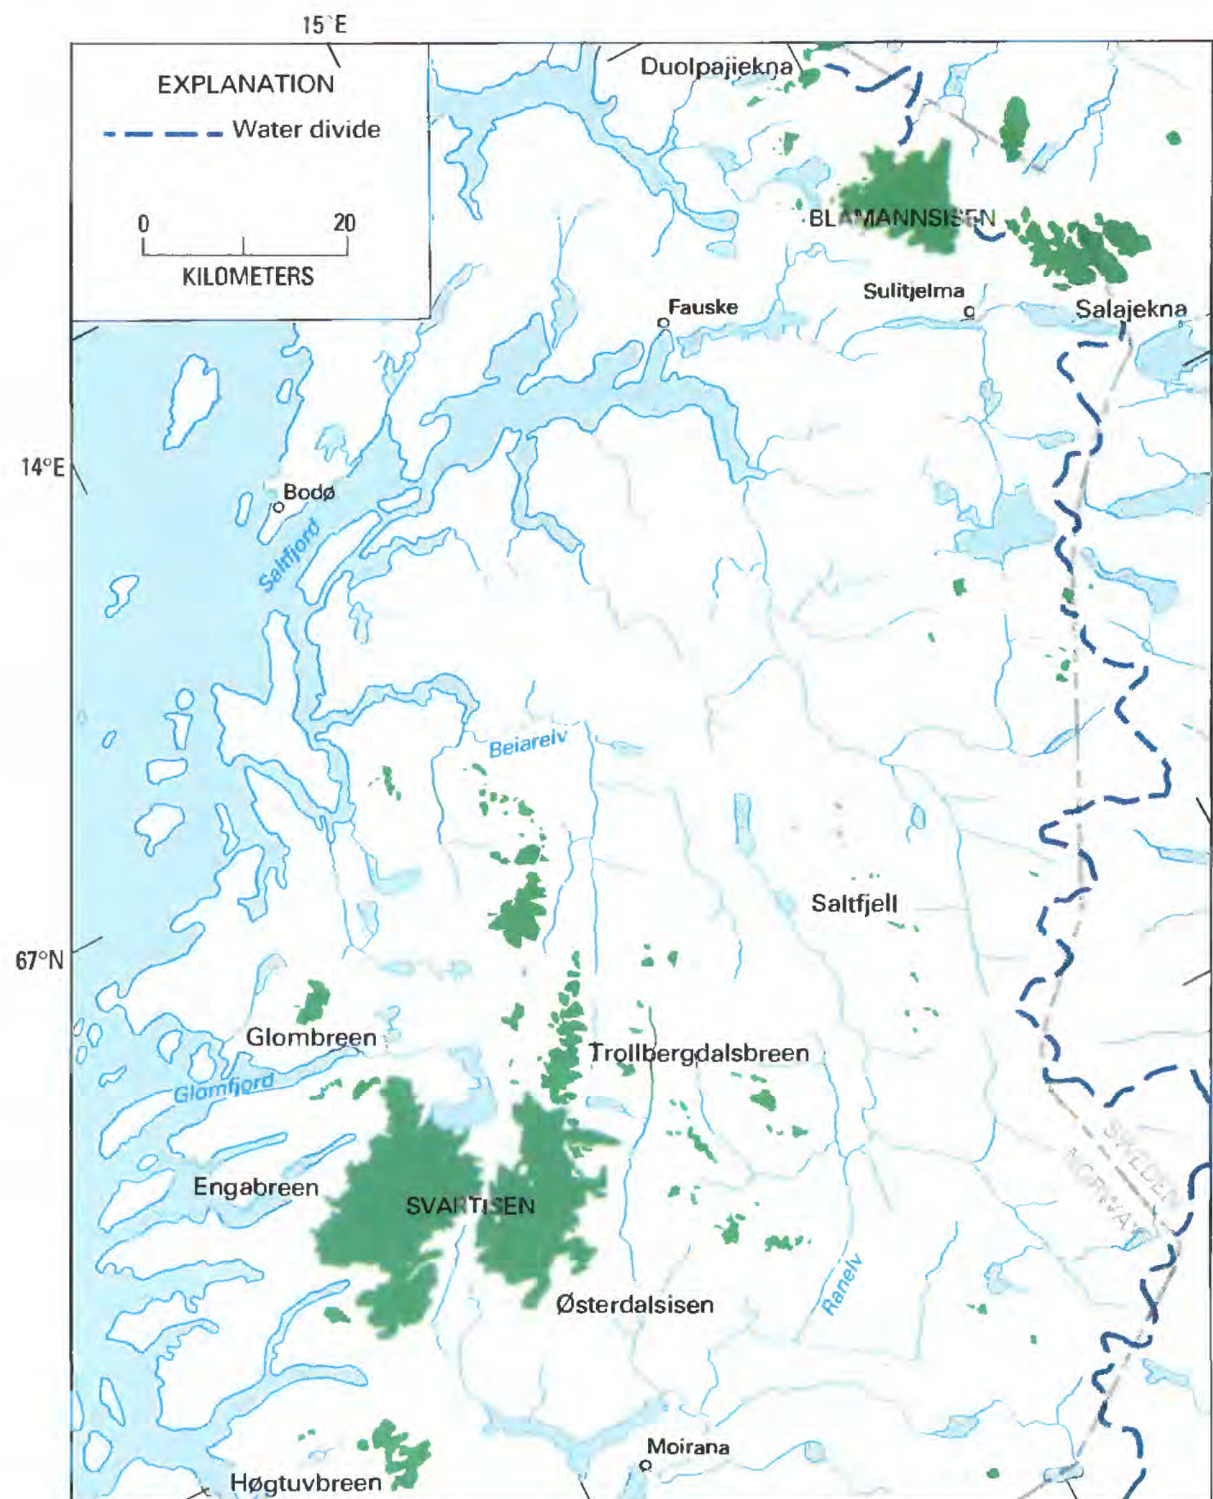 15°E
EXPLANATION
Water divide
0 20
KILOMETERS
Duolpajiekna
BLÅMANNSISEN
Sulitjelma
Fauske
Salajekna
14°E
Bodø
Saltfjord
Beiarelv
Saltfjell
67°N
Glombreen
Trollbergdalsbreen
Glomfjord
SWEDEN
NORWAY
Engabreen
SVARTISEN
Ranelv
Østerdalsisen
Moirana
Høgtuvbreen